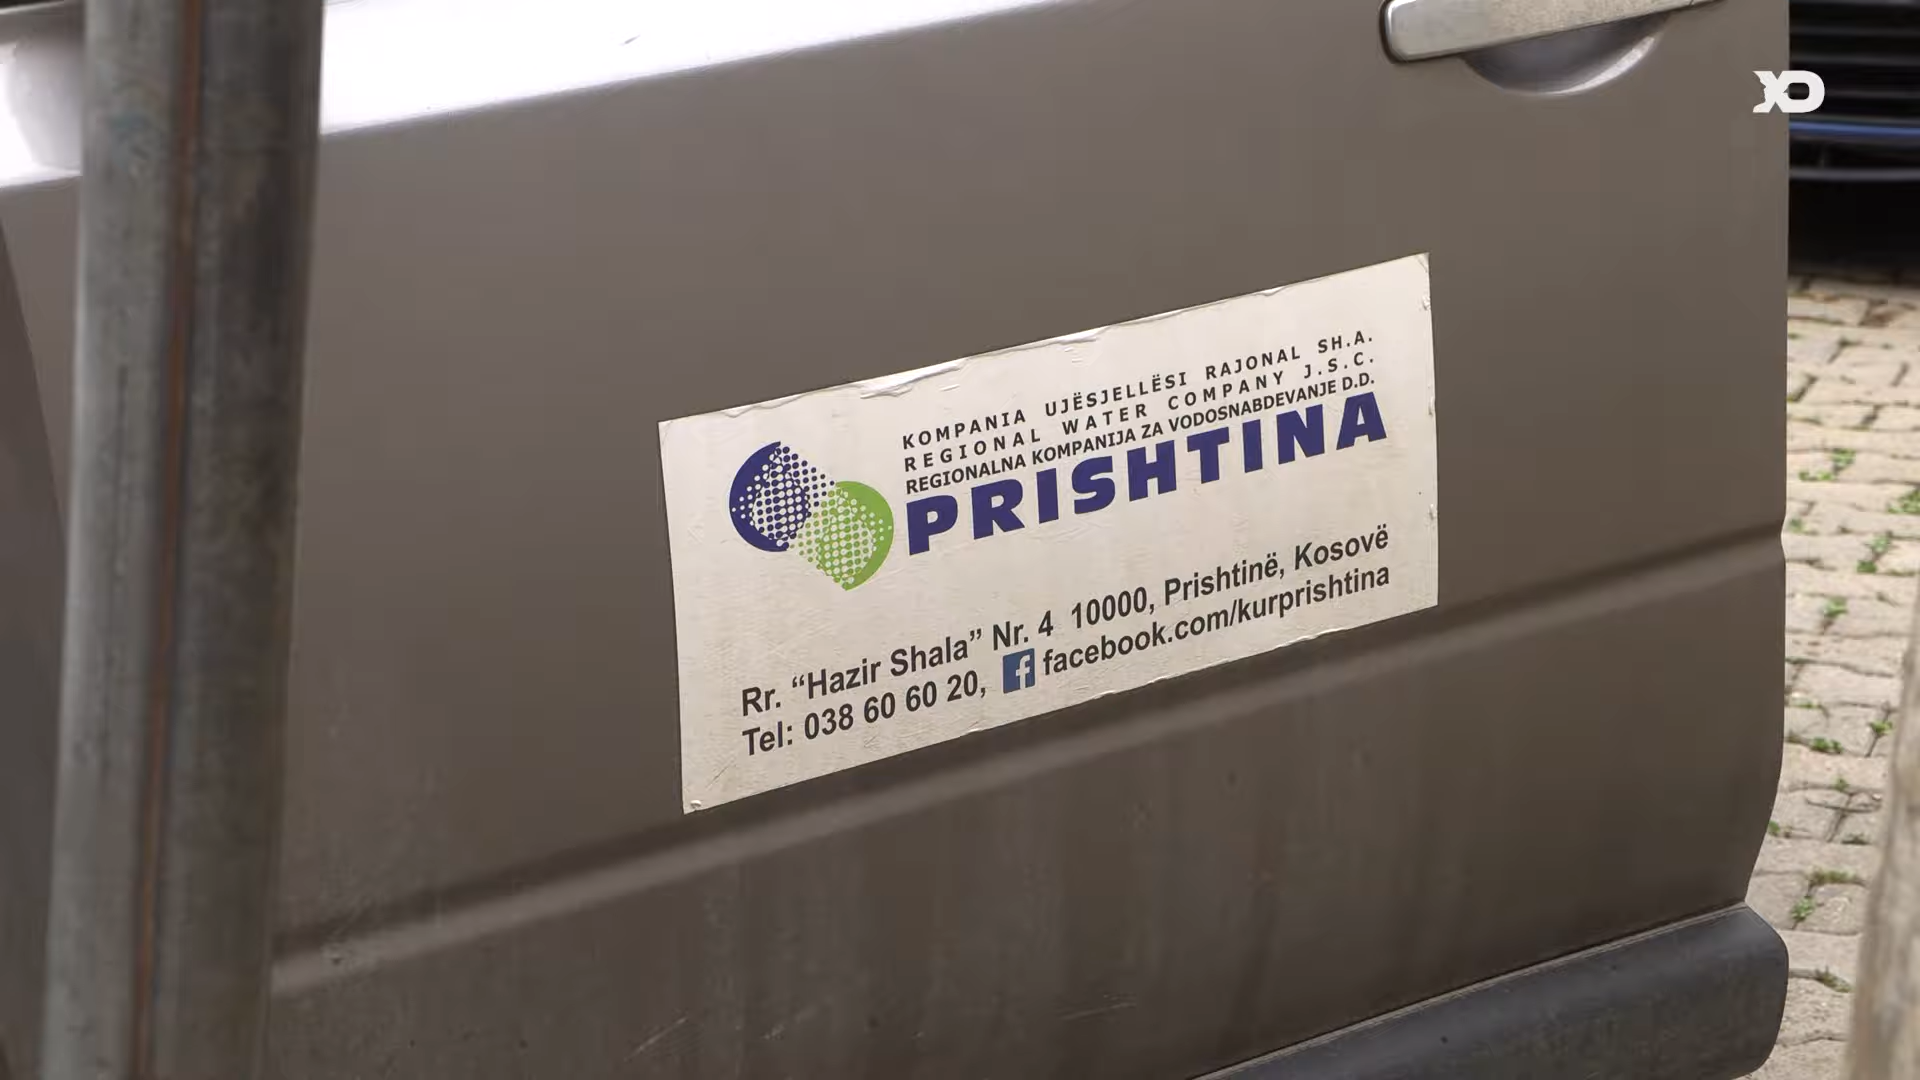 XD
KOMPANIA UJËSJELLËSI RAJONAL SH.A.
REGIONAL WATER COMPANY J.S.C.
REGIONALNA KOMPANIJA ZA VODOSNABDEVANJE D.D.
PRISHTINA
Rr. “Hazir Shala” Nr. 4 10000, Prishtinë, Kosovë
Tel: 038 60 60 20, facebook.com/kurprishtina